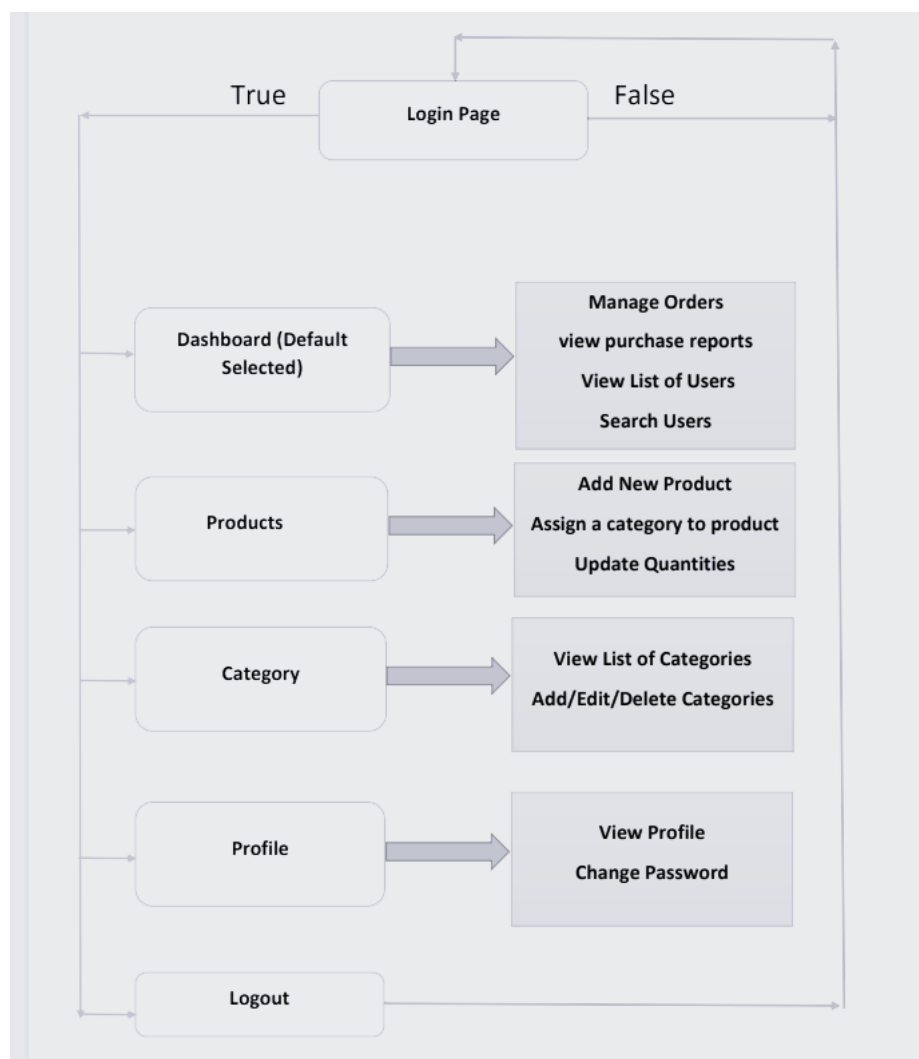 True
Login Page
False
Dashboard (Default
Selected)
Manage Orders
view purchase reports
View List of Users
Search Users
Products
Add New Product
Assign a category to product
Update Quantities
Category
View List of Categories
Add/Edit/Delete Categories
Profile
View Profile
Change Password
Logout